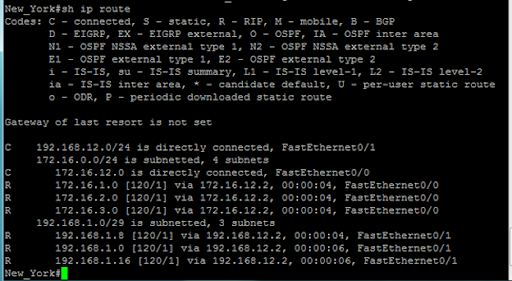 New_York#sh ip route
Codes: C - connected, S - static, R - RIP, M - mobile, B - BGP
       D - EIGRP, EX - EIGRP external, O - OSPF, IA - OSPF inter area
       N1 - OSPF NSSA external type 1, N2 - OSPF NSSA external type 2
       E1 - OSPF external type 1, E2 - OSPF external type 2
       i - IS-IS, su - IS-IS summary, L1 - IS-IS level-1, L2 - IS-IS level-2
       ia - IS-IS inter area, * - candidate default, U - per-user static route
       o - ODR, P - periodic downloaded static route
Gateway of last resort is not set
C    192.168.12.0/24 is directly connected, FastEthernet0/1
     172.16.0.0/24 is subnetted, 4 subnets
C       172.16.12.0 is directly connected, FastEthernet0/0
R       172.16.1.0 [120/1] via 172.16.12.2, 00:00:04, FastEthernet0/0
R       172.16.2.0 [120/1] via 172.16.12.2, 00:00:04, FastEthernet0/0
R       172.16.3.0 [120/1] via 172.16.12.2, 00:00:04, FastEthernet0/0
     192.168.1.0/29 is subnetted, 3 subnets
R       192.168.1.8 [120/1] via 192.168.12.2, 00:00:04, FastEthernet0/1
R       192.168.1.0 [120/1] via 192.168.12.2, 00:00:06, FastEthernet0/1
R       192.168.1.16 [120/1] via 192.168.12.2, 00:00:06, FastEthernet0/1
New_York#